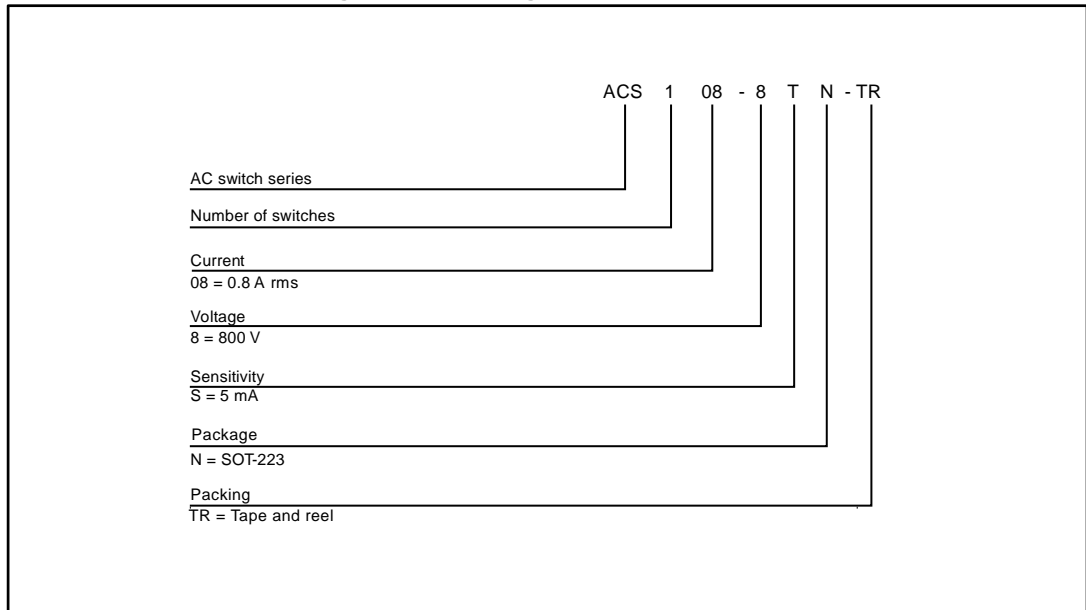 ACS 1 08 - 8 T N - TR
AC switch series
Number of switches
Current
08 = 0.8 A rms
Voltage
8 = 800 V
Sensitivity
S = 5 mA
Package
N = SOT-223
Packing
TR = Tape and reel